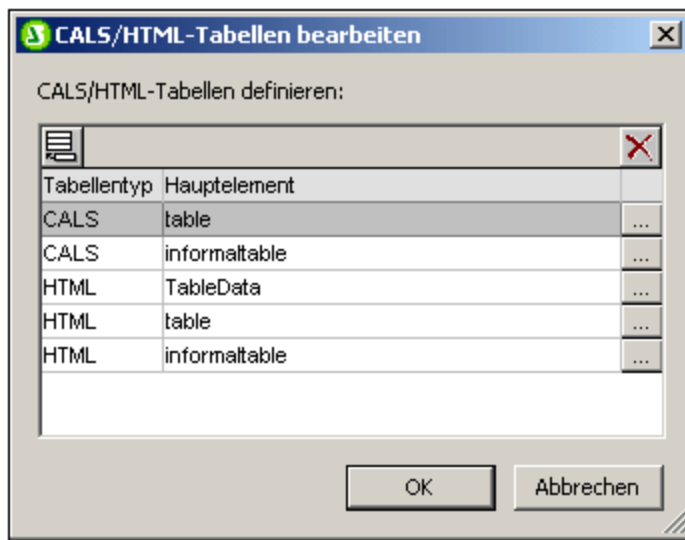 CALS/HTML-Tabellen bearbeiten
CALS/HTML-Tabellen definieren:
Tabellentyp Hauptelement
CALS table ...
CALS informaltable ...
HTML TableData ...
HTML table ...
HTML informaltable ...
OK Abbrechen